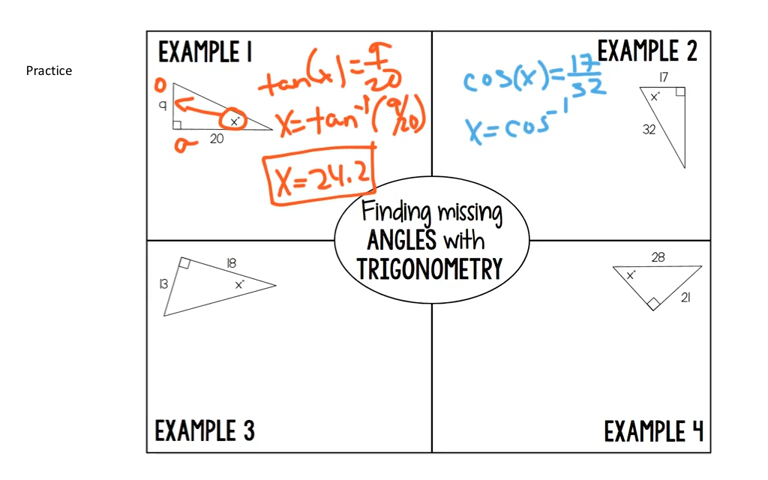 Practice
EXAMPLE 1
O
9
x°
a
20
tan(x)=9/20
x=tan⁻¹(9/20)
x=24.2
EXAMPLE 2
cos(x)=17/32
x=cos⁻¹
17
x°
32
Finding missing
ANGLES with
TRIGONOMETRY
18
13
x°
EXAMPLE 3
28
x°
21
EXAMPLE 4